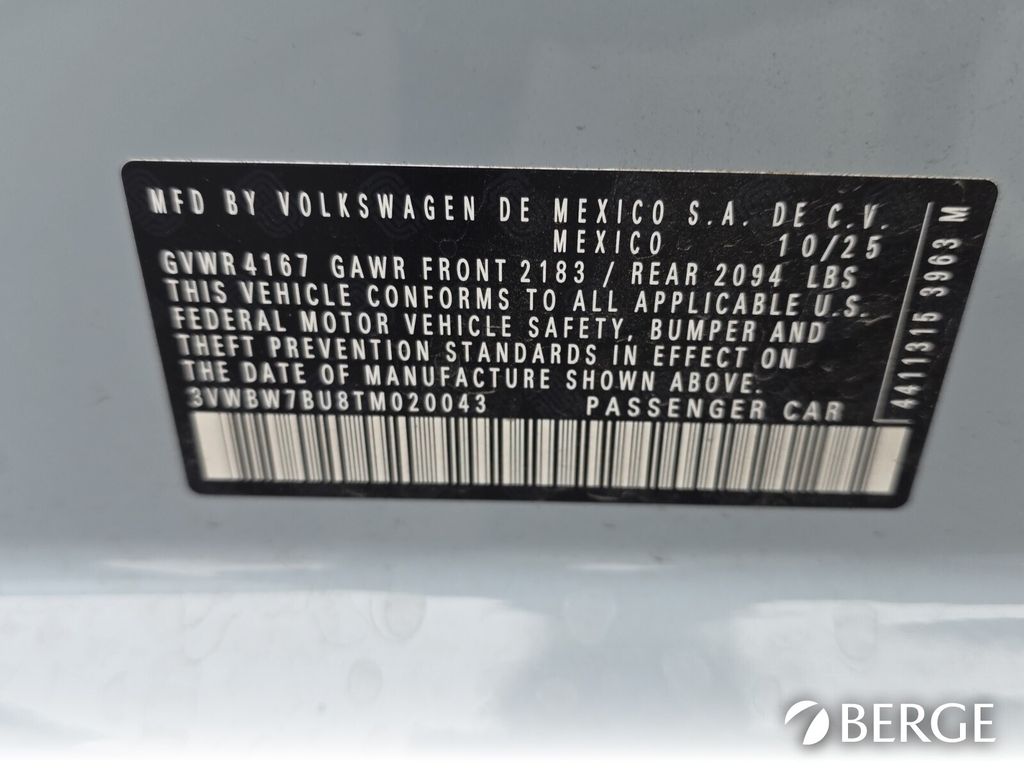 MFD BY VOLKSWAGEN DE MEXICO S.A. DE C.V.
MEXICO 10/25
GVWR 4167 GAWR FRONT 2183 / REAR 2094 LBS
THIS VEHICLE CONFORMS TO ALL APPLICABLE U.S.
FEDERAL MOTOR VEHICLE SAFETY, BUMPER AND
THEFT PREVENTION STANDARDS IN EFFECT ON
THE DATE OF MANUFACTURE SHOWN ABOVE.
3VWBW7BU8TM020043 PASSENGER CAR
4411315 3963 M
BERGE